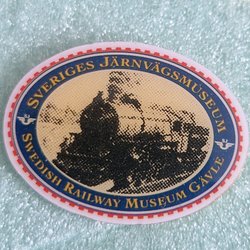 SVERIGES JÄRNVÄGSMUSEUM
SWEDISH RAILWAY MUSEUM GÄVLE